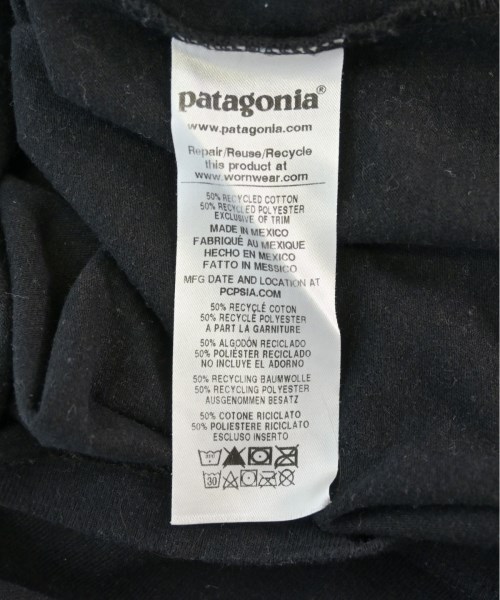 patagonia®
www.patagonia.com
Repair/Reuse/Recycle
this product at
www.wornwear.com
50% RECYCLED COTTON
50% RECYCLED POLYESTER
EXCLUSIVE OF TRIM
MADE IN MEXICO
FABRIQUÉ AU MEXIQUE
HECHO EN MEXICO
FATTO IN MESSICO
MFG DATE AND LOCATION AT
PCPSIA.COM
50% RECYCLÉ COTON
50% RECYCLÉ POLYESTER
A PART LA GARNITURE
50% ALGODÓN RECICLADO
50% POLIÉSTER RECICLADO
NO INCLUYE EL ADORNO
50% RECYCLING BAUMWOLLE
50% RECYCLING POLYESTER
AUSGENOMMEN BESATZ
50% COTONE RICICLATO
50% POLIESTERE RICICLATO
ESCLUSO INSERTO
30